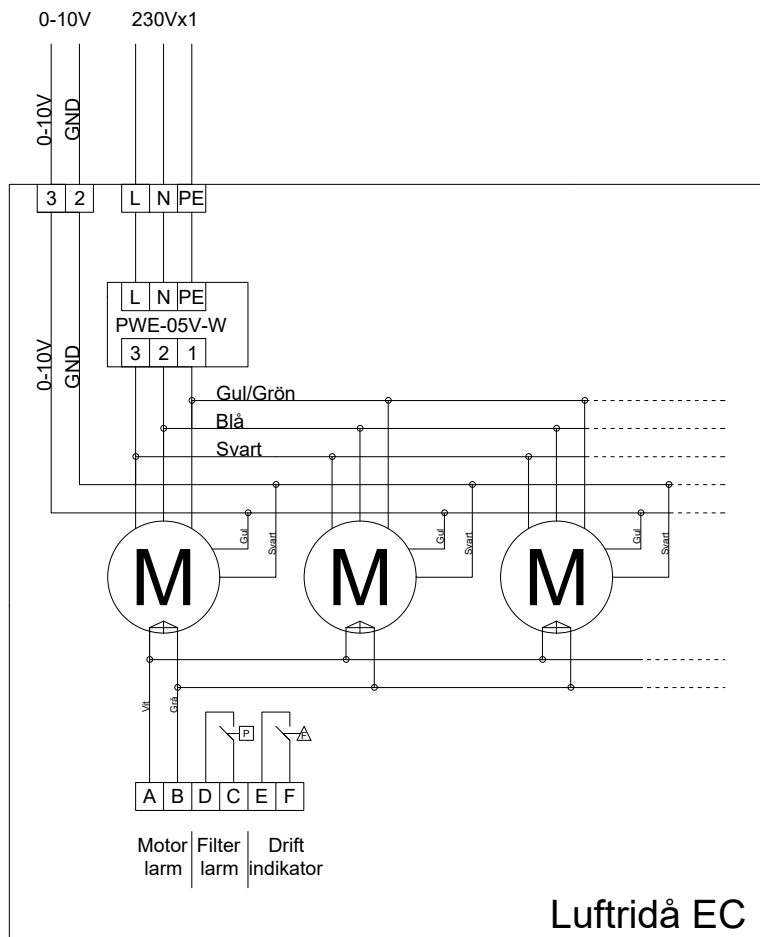 0-10V 230Vx1
0-10V GND
3 2 L N PE
L N PE
PWE-05V-W
3 2 1
0-10V GND
Gul/Grön
Blå
Svart
Gul Svart Gul Svart Gul Svart
M M M
Vit Grå
P F
A B D C E F
Motor Filter Drift
larm larm indikator
Luftridå EC